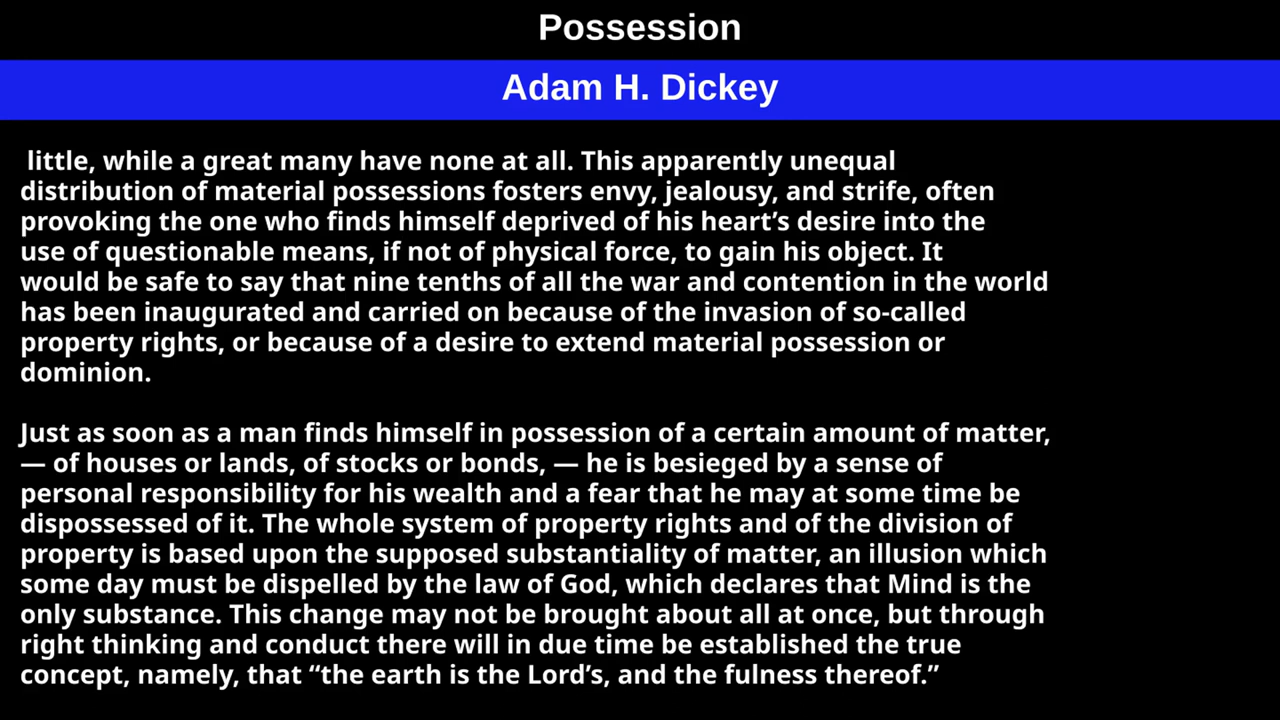 Possession
Adam H. Dickey
little, while a great many have none at all. This apparently unequal
distribution of material possessions fosters envy, jealousy, and strife, often
provoking the one who finds himself deprived of his heart’s desire into the
use of questionable means, if not of physical force, to gain his object. It
would be safe to say that nine tenths of all the war and contention in the world
has been inaugurated and carried on because of the invasion of so-called
property rights, or because of a desire to extend material possession or
dominion.
Just as soon as a man finds himself in possession of a certain amount of matter,
— of houses or lands, of stocks or bonds, — he is besieged by a sense of
personal responsibility for his wealth and a fear that he may at some time be
dispossessed of it. The whole system of property rights and of the division of
property is based upon the supposed substantiality of matter, an illusion which
some day must be dispelled by the law of God, which declares that Mind is the
only substance. This change may not be brought about all at once, but through
right thinking and conduct there will in due time be established the true
concept, namely, that “the earth is the Lord’s, and the fulness thereof.”